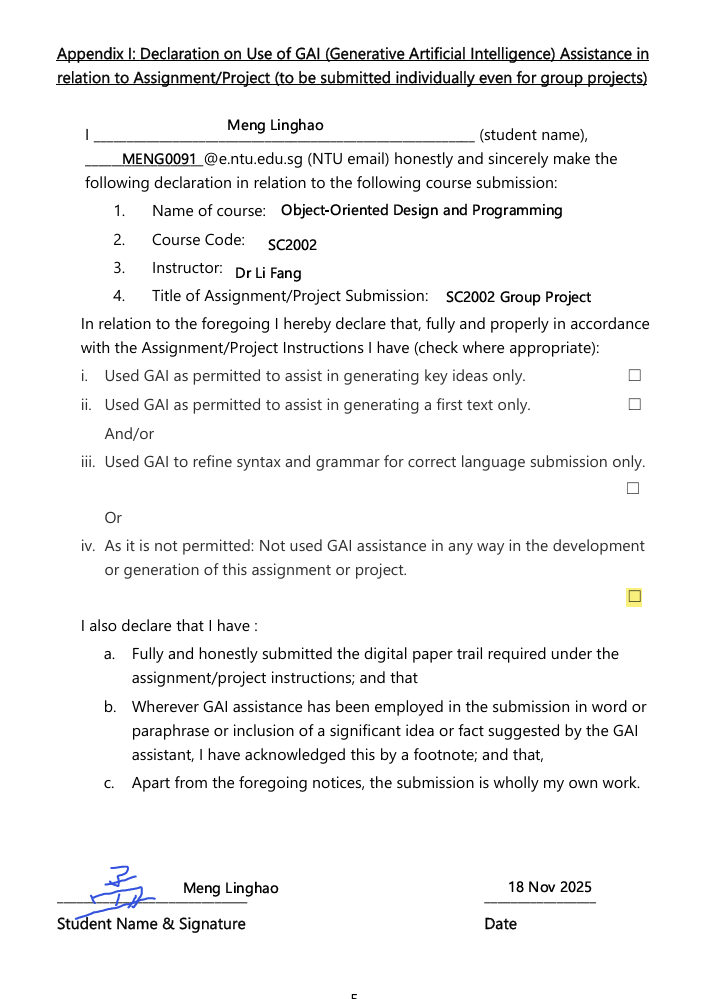 Appendix I: Declaration on Use of GAI (Generative Artificial Intelligence) Assistance in
relation to Assignment/Project (to be submitted individually even for group projects)
I Meng Linghao (student name),
MENG0091 @e.ntu.edu.sg (NTU email) honestly and sincerely make the
following declaration in relation to the following course submission:
1. Name of course: Object-Oriented Design and Programming
2. Course Code: SC2002
3. Instructor: Dr Li Fang
4. Title of Assignment/Project Submission: SC2002 Group Project
In relation to the foregoing I hereby declare that, fully and properly in accordance
with the Assignment/Project Instructions I have (check where appropriate):
i. Used GAI as permitted to assist in generating key ideas only. ☐
ii. Used GAI as permitted to assist in generating a first text only. ☐
And/or
iii. Used GAI to refine syntax and grammar for correct language submission only.
☐
Or
iv. As it is not permitted: Not used GAI assistance in any way in the development
or generation of this assignment or project.
☐
I also declare that I have :
a. Fully and honestly submitted the digital paper trail required under the
assignment/project instructions; and that
b. Wherever GAI assistance has been employed in the submission in word or
paraphrase or inclusion of a significant idea or fact suggested by the GAI
assistant, I have acknowledged this by a footnote; and that,
c. Apart from the foregoing notices, the submission is wholly my own work.
Meng Linghao 18 Nov 2025
Student Name & Signature Date